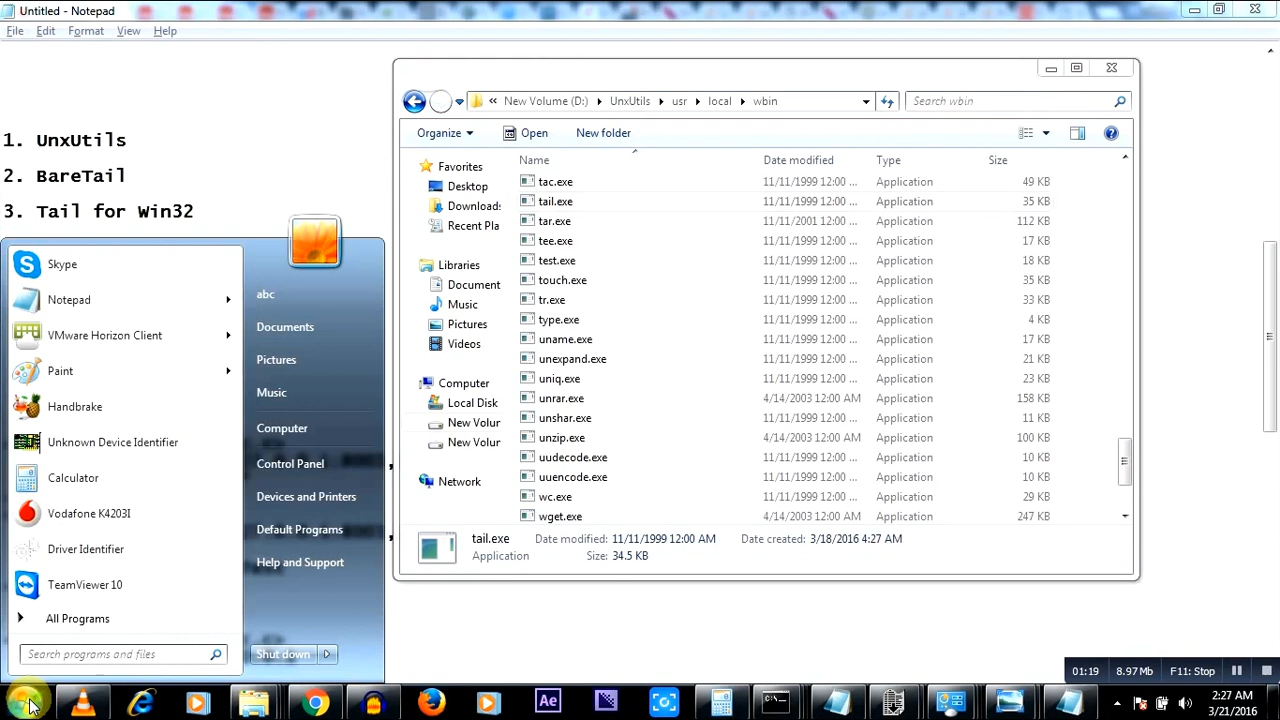 Untitled - Notepad
File Edit Format View Help
1. UnxUtils
2. BareTail
3. Tail for Win32
Skype
Notepad
VMware Horizon Client
Paint
Handbrake
Unknown Device Identifier
Calculator
Vodafone K4203I
Driver Identifier
TeamViewer 10
All Programs
Search programs and files
abc
Documents
Pictures
Music
Computer
Control Panel
Devices and Printers
Default Programs
Help and Support
Shut down
« New Volume (D:) UnxUtils usr local wbin
Search wbin
Organize Open New folder
Favorites
Desktop
Downloads
Recent Pla
Libraries
Document
Music
Pictures
Videos
Computer
Local Disk
New Volur
New Volur
Network
Name Date modified Type Size
tac.exe 11/11/1999 12:00 ... Application 49 KB
tail.exe 11/11/1999 12:00 ... Application 35 KB
tar.exe 11/11/2001 12:00 ... Application 112 KB
tee.exe 11/11/1999 12:00 ... Application 17 KB
test.exe 11/11/1999 12:00 ... Application 18 KB
touch.exe 11/11/1999 12:00 ... Application 35 KB
tr.exe 11/11/1999 12:00 ... Application 33 KB
type.exe 11/11/1999 12:00 ... Application 4 KB
uname.exe 11/11/1999 12:00 ... Application 17 KB
unexpand.exe 11/11/1999 12:00 ... Application 21 KB
uniq.exe 11/11/1999 12:00 ... Application 23 KB
unrar.exe 4/14/2003 12:00 AM Application 158 KB
unshar.exe 11/11/1999 12:00 ... Application 11 KB
unzip.exe 4/14/2003 12:00 AM Application 100 KB
uudecode.exe 11/11/1999 12:00 ... Application 10 KB
uuencode.exe 11/11/1999 12:00 ... Application 10 KB
wc.exe 11/11/1999 12:00 ... Application 29 KB
wget.exe 4/14/2003 12:00 AM Application 247 KB
tail.exe Date modified: 11/11/1999 12:00 AM Date created: 3/18/2016 4:27 AM
Application Size: 34.5 KB
01:19 8.97 Mb F11: Stop
Ae
2:27 AM
3/21/2016